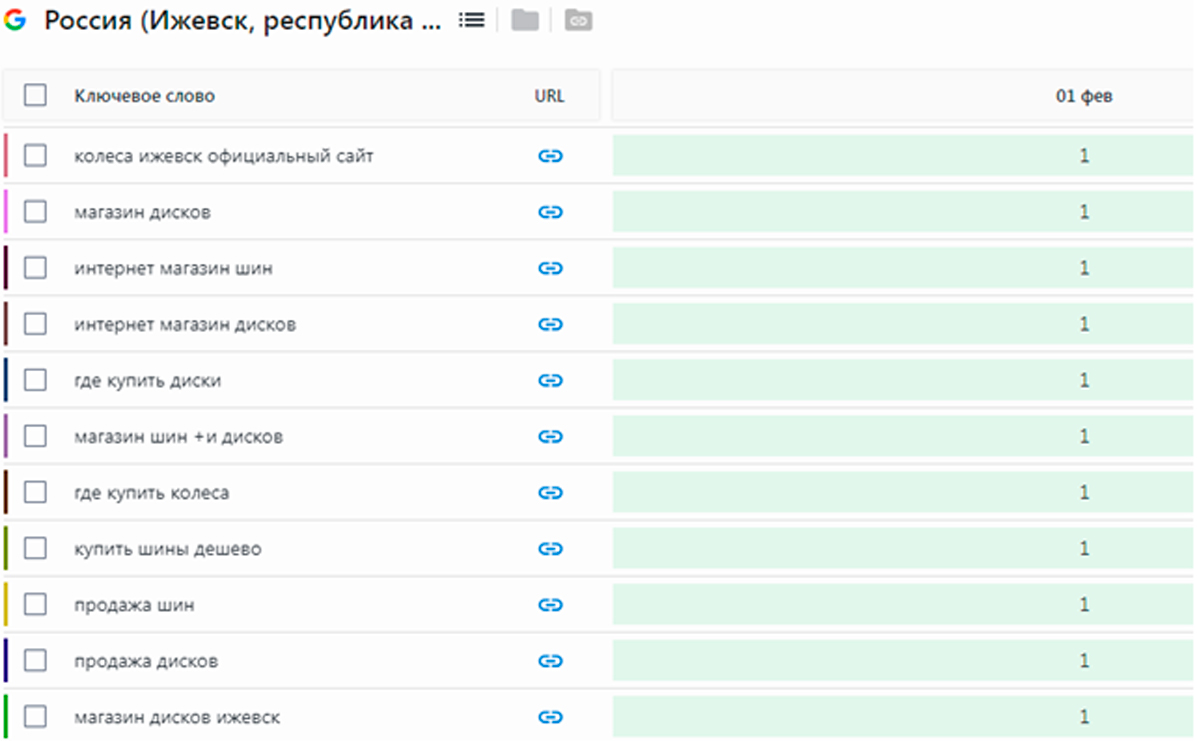 Россия (Ижевск, республика ...
Ключевое слово URL 01 фев
колеса ижевск официальный сайт 1
магазин дисков 1
интернет магазин шин 1
интернет магазин дисков 1
где купить диски 1
магазин шин +и дисков 1
где купить колеса 1
купить шины дешево 1
продажа шин 1
продажа дисков 1
магазин дисков ижевск 1